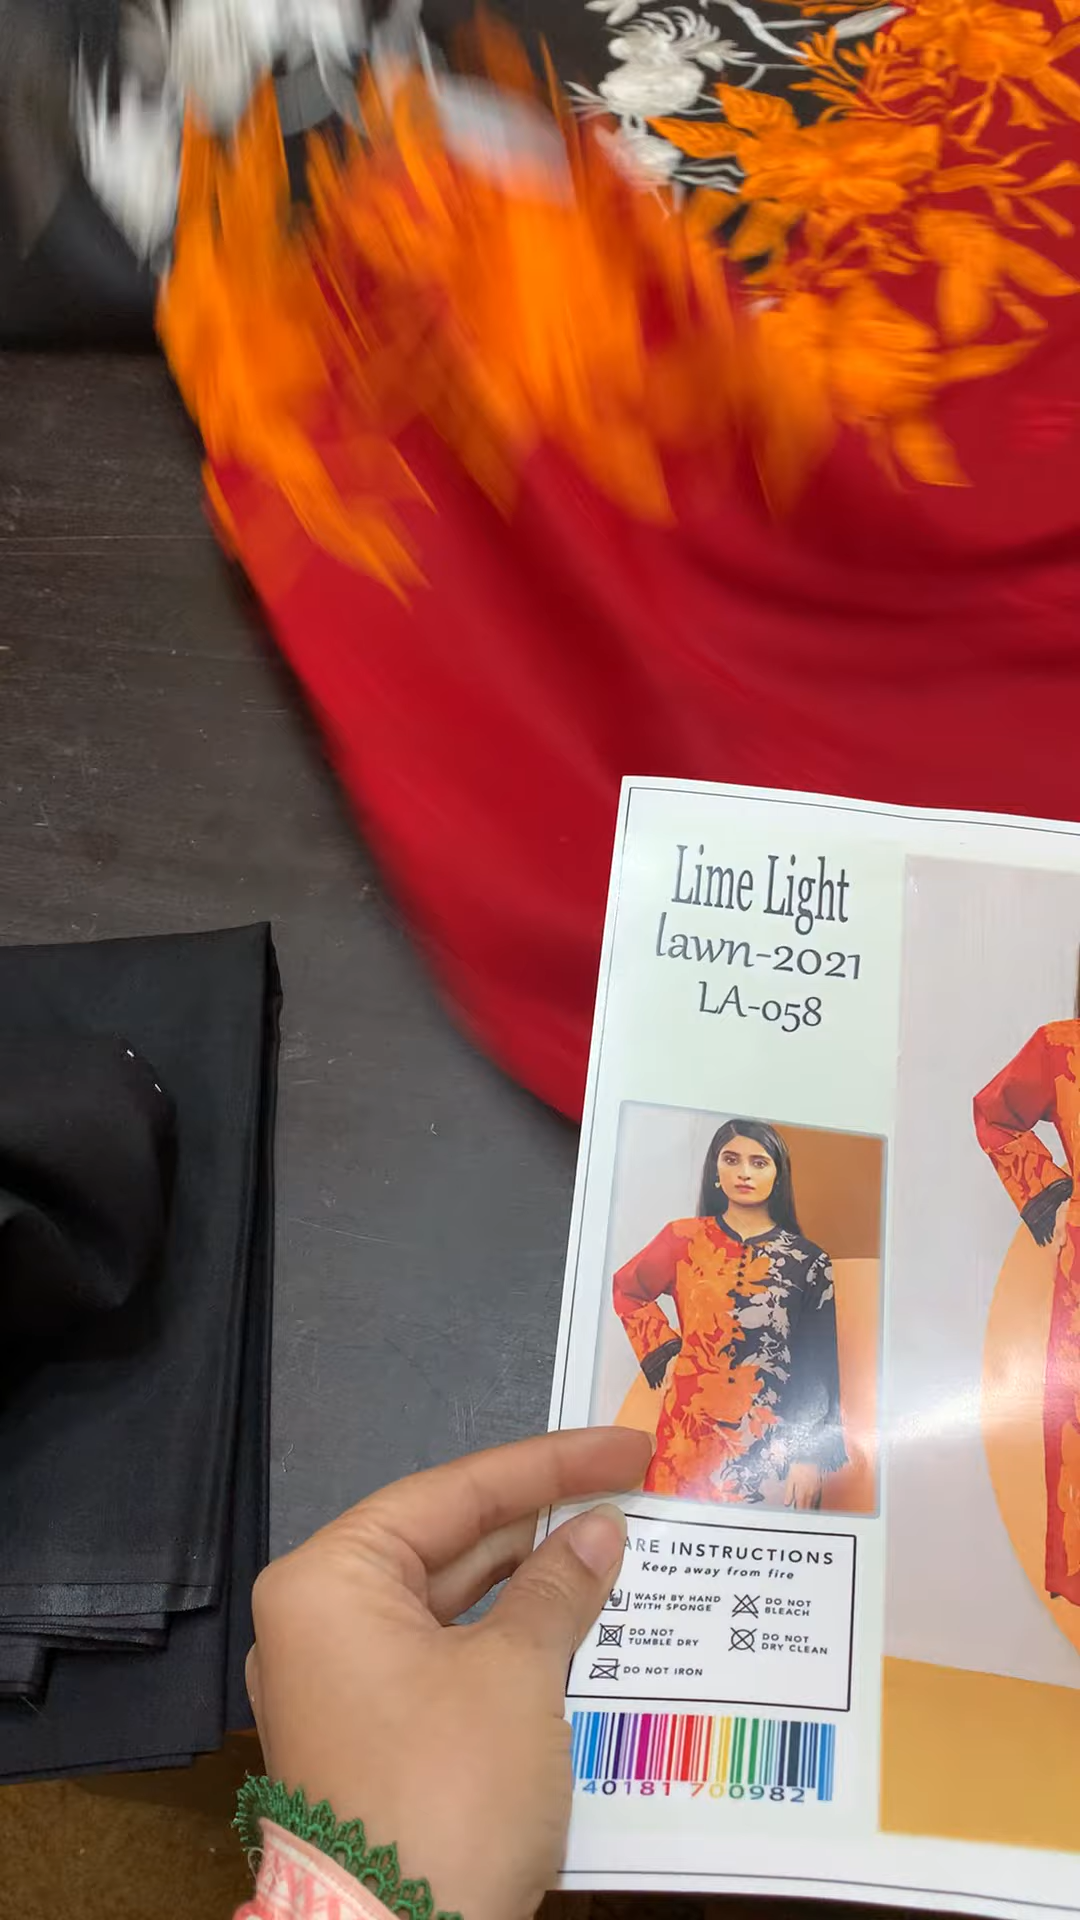 Lime Light
lawn-2021
LA-058
ARE INSTRUCTIONS
Keep away from fire
WASH BY HAND
WITH SPONGE
DO NOT
BLEACH
DO NOT
TUMBLE DRY
DO NOT
DRY CLEAN
DO NOT IRON
40181 700982